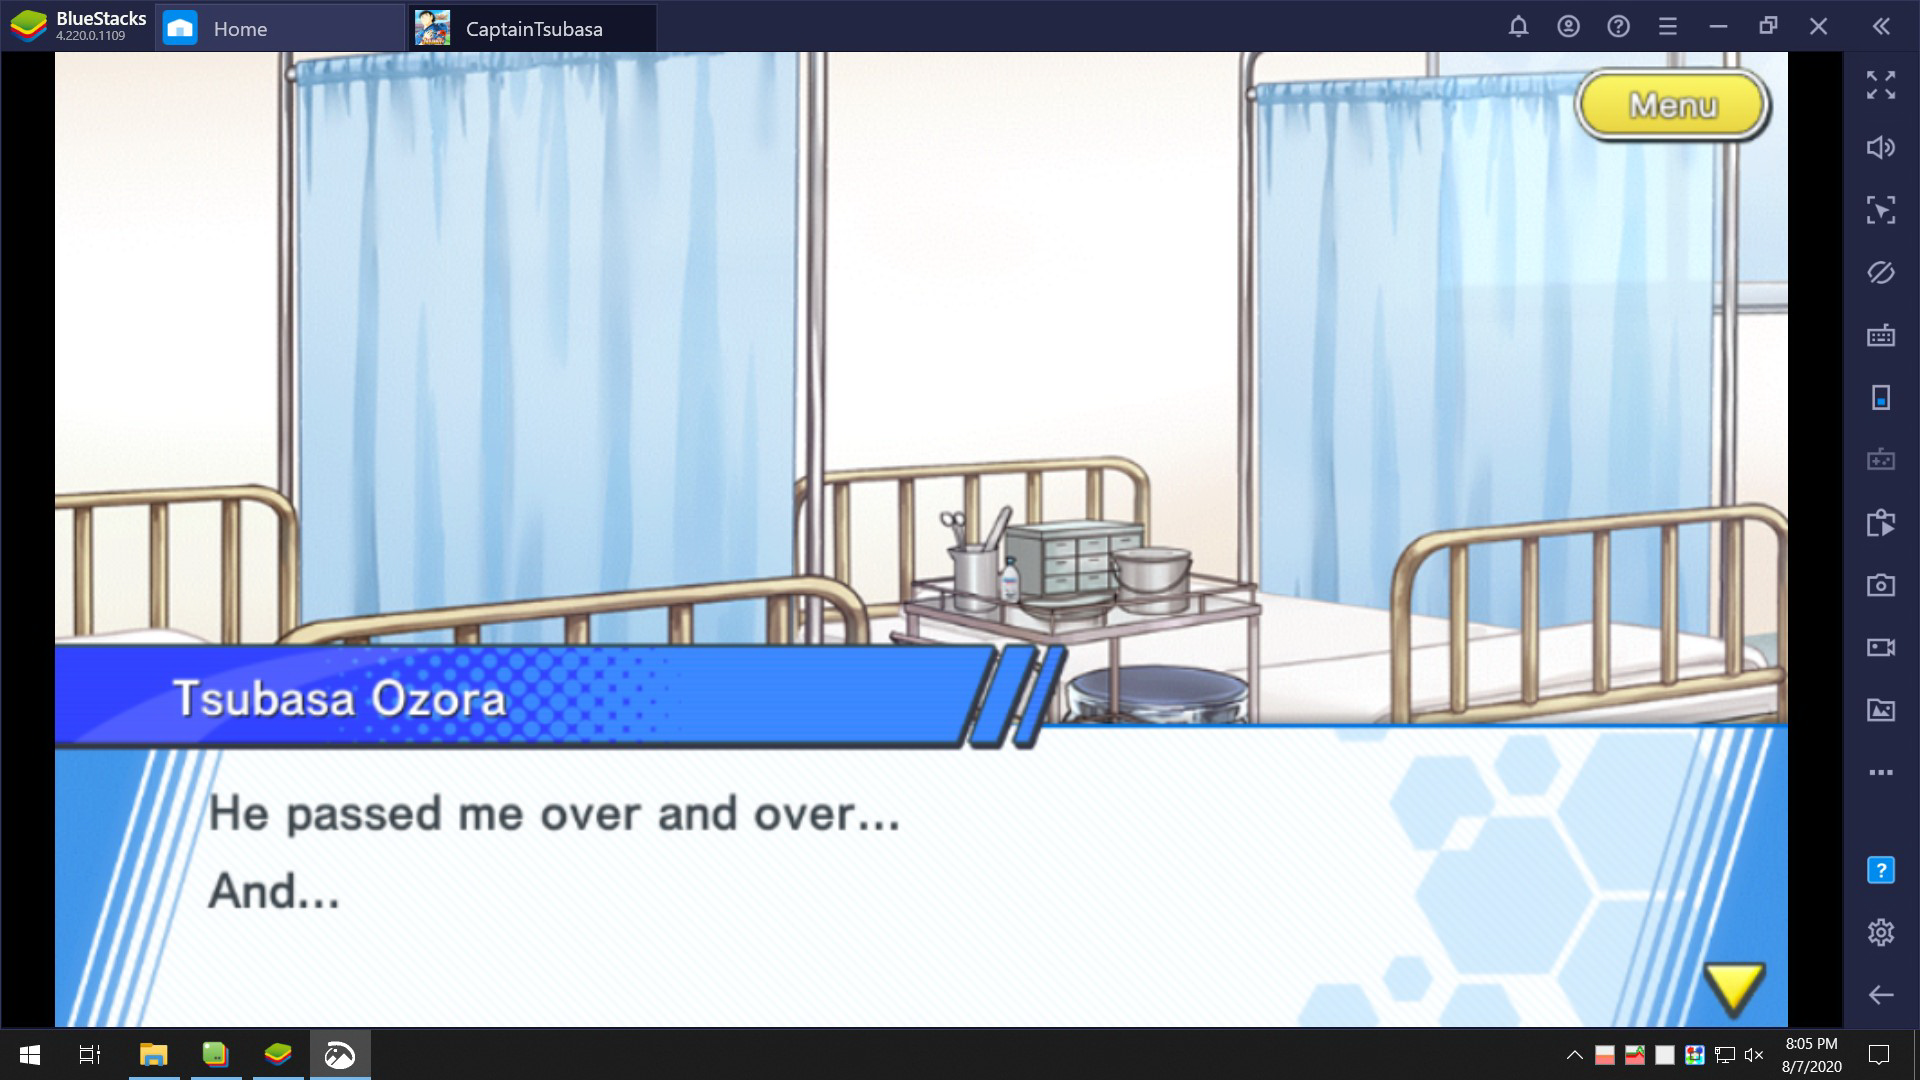 BlueStacks
4.220.0.1109
Home
CaptainTsubasa
Menu
Tsubasa Ozora
He passed me over and over...
And...
8:05 PM
8/7/2020